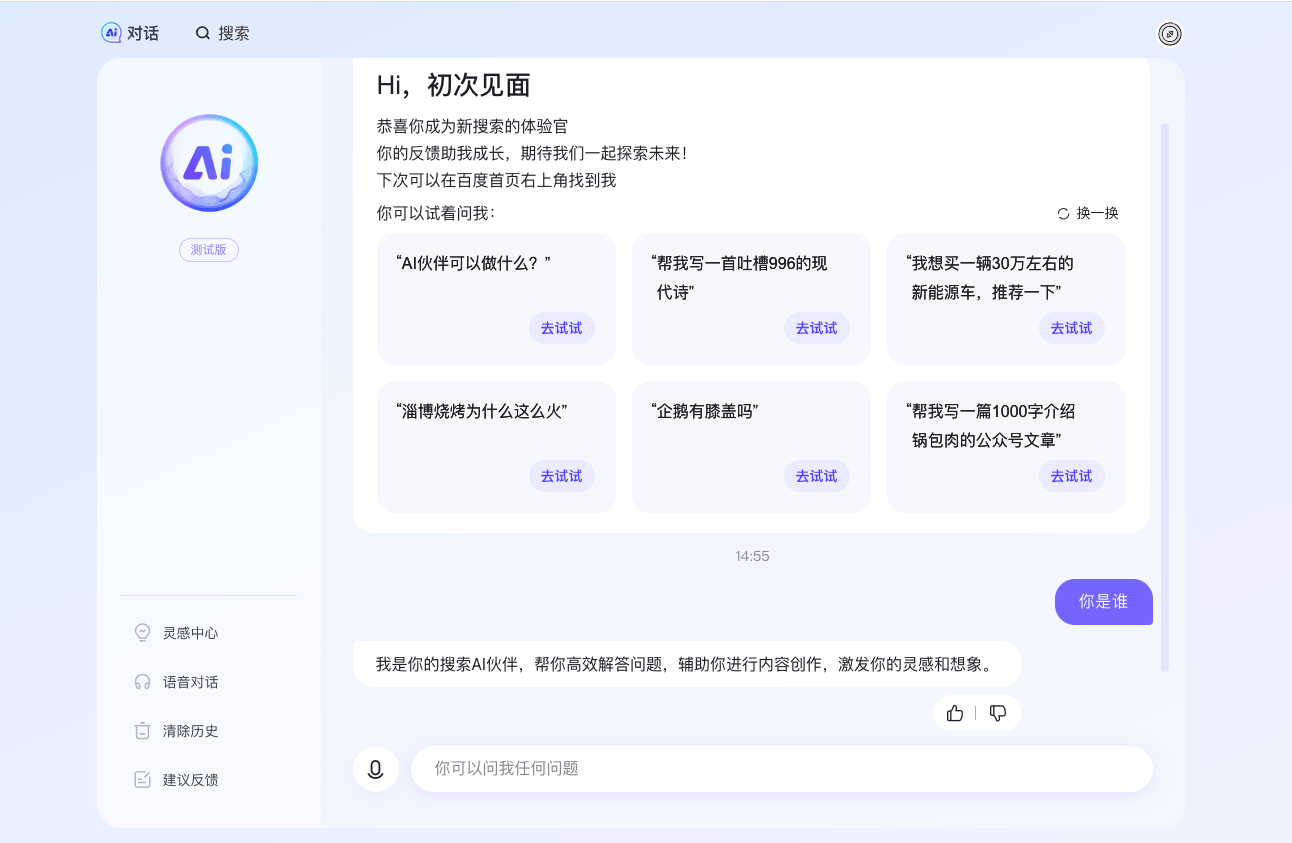 Ai 对话
搜索
Ai
测试版
Hi，初次见面
恭喜你成为新搜索的体验官
你的反馈助我成长，期待我们一起探索未来！
下次可以在百度首页右上角找到我
你可以试着问我：
换一换
“AI伙伴可以做什么？”
去试试
“帮我写一首吐槽996的现
代诗”
去试试
“我想买一辆30万左右的
新能源车，推荐一下”
去试试
“淄博烧烤为什么这么火”
去试试
“企鹅有膝盖吗”
去试试
“帮我写一篇1000字介绍
锅包肉的公众号文章”
去试试
14:55
你是谁
我是你的搜索AI伙伴，帮你高效解答问题，辅助你进行内容创作，激发你的灵感和想象。
灵感中心
语音对话
清除历史
建议反馈
你可以问我任何问题